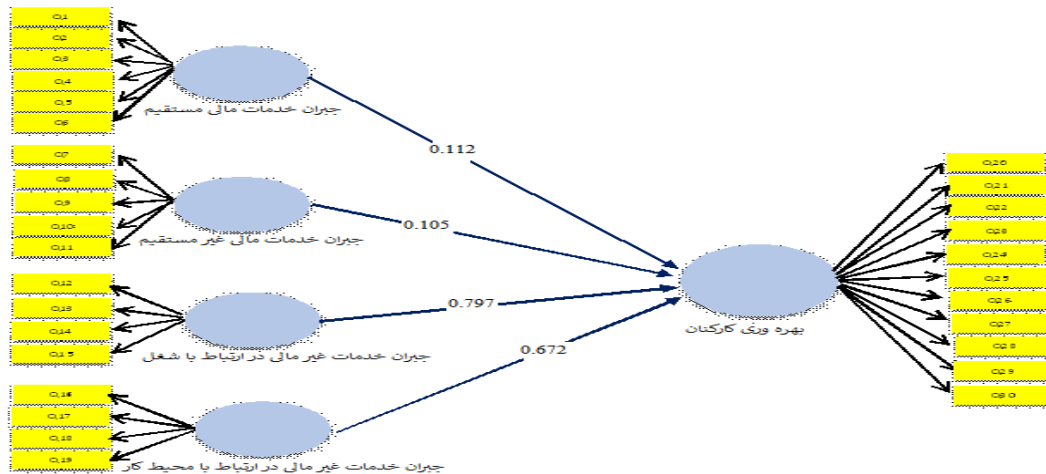 Q1
Q2
Q3
Q4
Q5
Q6
جبران خدمات مالی مستقیم
0.112
Q7
Q8
Q9
Q10
Q11
جبران خدمات مالی غیر مستقیم
0.105
Q12
Q13
Q14
Q15
جبران خدمات غیر مالی در ارتباط با شغل
0.797
Q16
Q17
Q18
Q19
جبران خدمات غیر مالی در ارتباط با محیط کار
0.672
بهره وری کارکنان
Q20
Q21
Q22
Q23
Q24
Q25
Q26
Q27
Q28
Q29
Q30